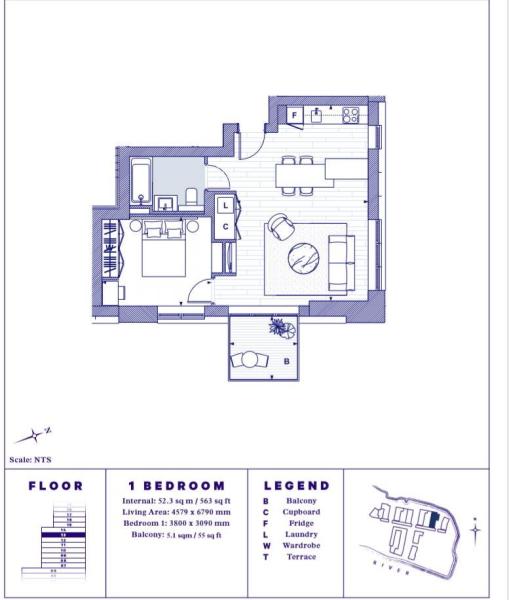 F
L
C
W
B
N
Scale: NTS
FLOOR
1 BEDROOM
Internal: 52.3 sq m / 563 sq ft
Living Area: 4579 x 6790 mm
Bedroom 1: 3800 x 3090 mm
Balcony: 5.1 sqm / 55 sq ft
LEGEND
B Balcony
C Cupboard
F Fridge
L Laundry
W Wardrobe
T Terrace
N
RIVER